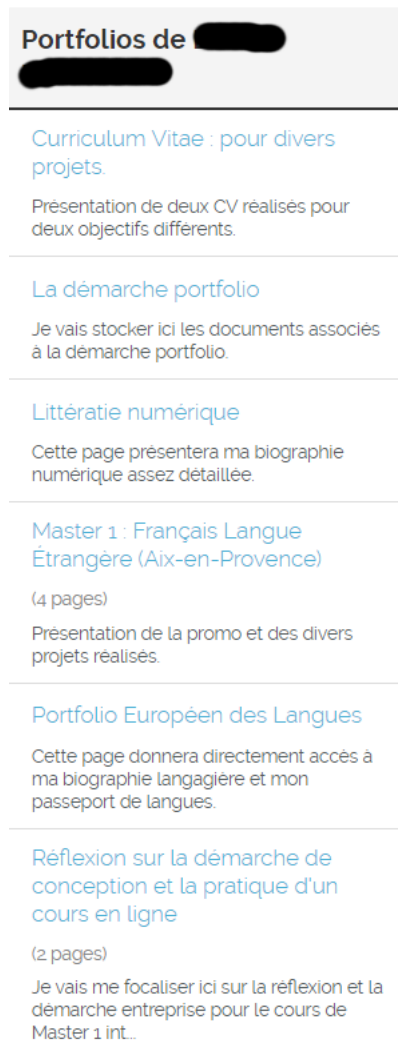 Portfolios de
Curriculum Vitae : pour divers
projets.
Présentation de deux CV réalisés pour
deux objectifs différents.
La démarche portfolio
Je vais stocker ici les documents associés
à la démarche portfolio.
Littératie numérique
Cette page présentera ma biographie
numérique assez détaillée.
Master 1 : Français Langue
Étrangère (Aix-en-Provence)
(4 pages)
Présentation de la promo et des divers
projets réalisés.
Portfolio Européen des Langues
Cette page donnera directement accès à
ma biographie langagière et mon
passeport de langues.
Réflexion sur la démarche de
conception et la pratique d'un
cours en ligne
(2 pages)
Je vais me focaliser ici sur la réflexion et la
démarche entreprise pour le cours de
Master 1 int...